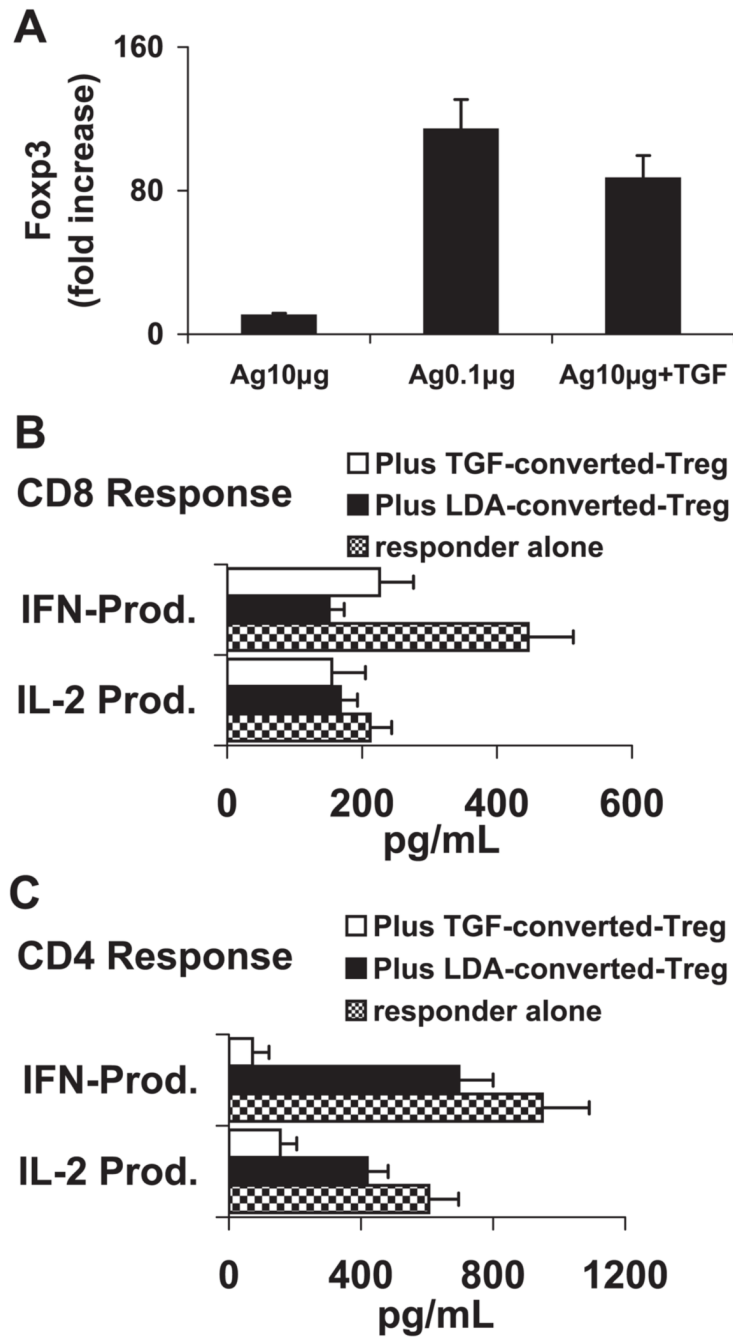 A
160
80
0
Foxp3
(fold increase)
Ag10µg
Ag0.1µg
Ag10µg+TGF
B
CD8 Response
Plus TGF-converted-Treg
Plus LDA-converted-Treg
responder alone
IFN-Prod.
IL-2 Prod.
0
200
400
600
pg/mL
C
CD4 Response
Plus TGF-converted-Treg
Plus LDA-converted-Treg
responder alone
IFN-Prod.
IL-2 Prod.
0
400
800
1200
pg/mL